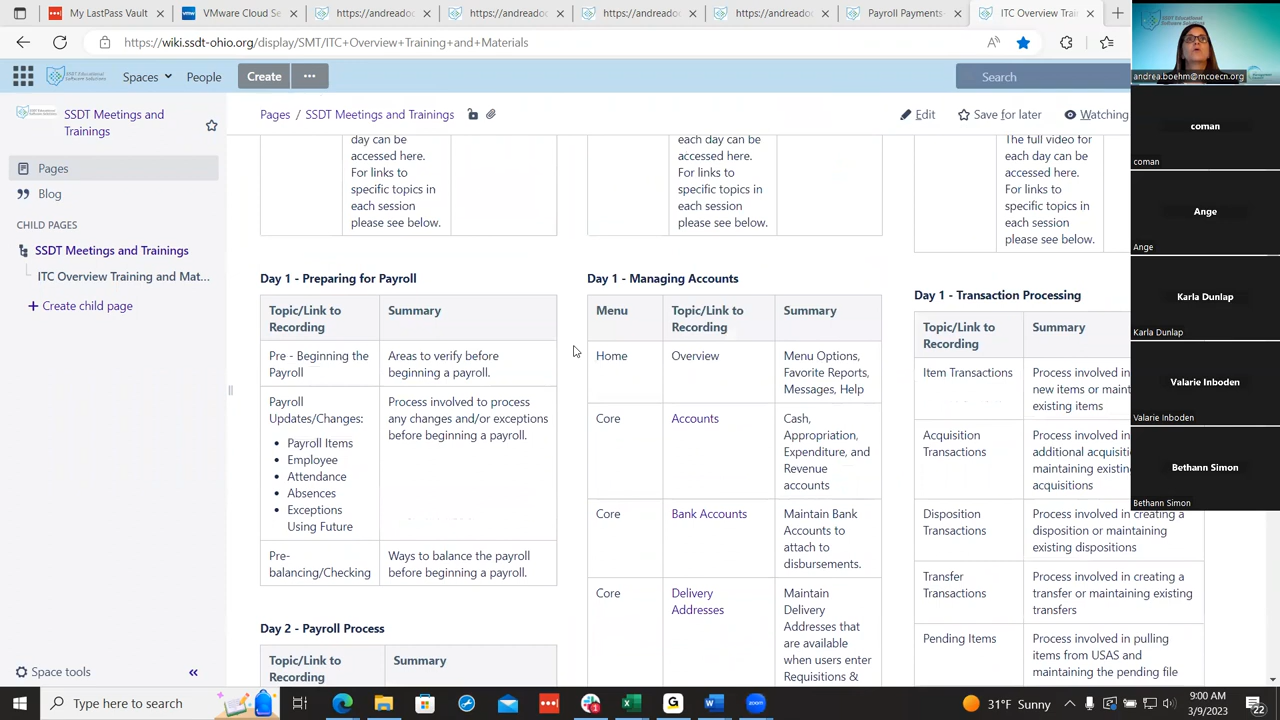 My LastPass Vault
VMware Cloud Se
https://andreado
https://andreado
https://andreado
Vault Payments-
ITC Overview Tra
https://wiki.ssdt-ohio.org/display/SMT/ITC+Overview+Training+and+Materials
Spaces
People
Create
Search
SSDT Meetings and Trainings
Pages
Blog
CHILD PAGES
SSDT Meetings and Trainings
ITC Overview Training and Mat...
+ Create child page
Space tools
Pages / SSDT Meetings and Trainings
Edit
Save for later
Watching
day can be
accessed here.
For links to
specific topics in
each session
please see below.
day can be
accessed here.
For links to
specific topics in
each session
please see below.
The full video for
each day can be
accessed here.
For links to
specific topics in
each session
please see below.
Day 1 - Preparing for Payroll
Topic/Link to
Recording
Summary
Pre - Beginning the
Payroll
Areas to verify before
beginning a payroll.
Payroll
Updates/Changes:
• Payroll Items
• Employee
• Attendance
• Absences
• Exceptions
Using Future
Process involved to process
any changes and/or exceptions
before beginning a payroll.
Pre-
balancing/Checking
Ways to balance the payroll
before beginning a payroll.
Day 2 - Payroll Process
Topic/Link to
Recording
Summary
Day 1 - Managing Accounts
Menu
Topic/Link to
Recording
Summary
Home
Overview
Menu Options,
Favorite Reports,
Messages, Help
Core
Accounts
Cash,
Appropriation,
Expenditure, and
Revenue
accounts
Core
Bank Accounts
Maintain Bank
Accounts to
attach to
disbursements.
Core
Delivery
Addresses
Maintain
Delivery
Addresses that
are available
when users enter
Requisitions &
Day 1 - Transaction Processing
Topic/Link to
Recording
Summary
Item Transactions
Process involved in
new items or maint
existing items
Acquisition
Transactions
Process involved in
additional acquisiti
maintaining existin
acquisitions
Disposition
Transactions
Process involved in creating a
disposition or maintaining
existing dispositions
Transfer
Transactions
Process involved in creating a
transfer or maintaining existing
transfers
Pending Items
Process involved in pulling
items from USAS and
maintaining the pending file
SSDT Educational
Software Solutions
andrea.boehm@mcoecn.org
coman
coman
Ange
Ange
Karla Dunlap
Karla Dunlap
Valarie Inboden
Valarie Inboden
Bethann Simon
Bethann Simon
Type here to search
31°F Sunny
9:00 AM
3/9/2023
22